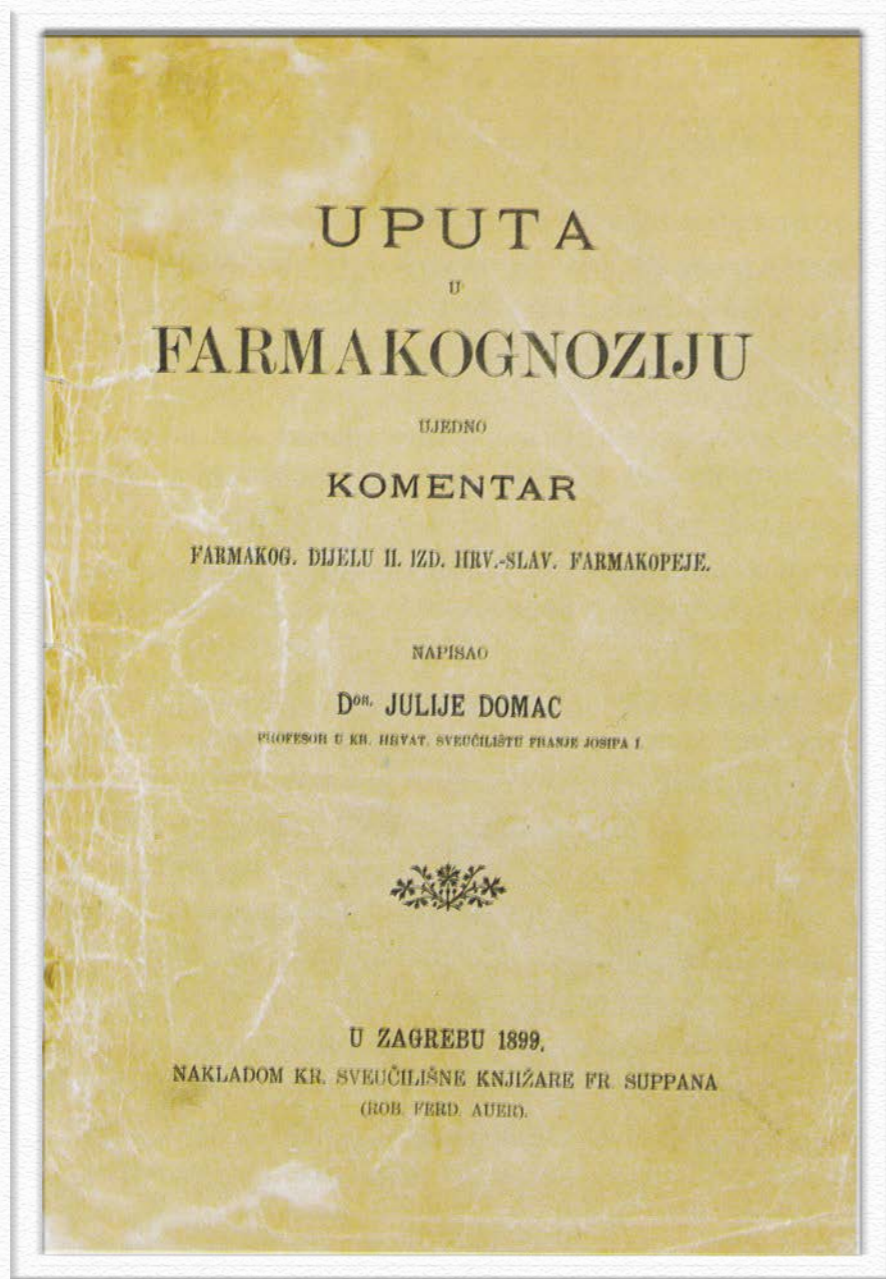 UPUTA
U
FARMAKOGNOZIJU
UJEDNO
KOMENTAR
FARMAKOG. DIJELU II. IZD. HRV.-SLAV. FARMAKOPEJE.
NAPISAO
DOR. JULIJE DOMAC
PROFESOR U KR. HRVAT. SVEUČILIŠTU FRANJE JOSIPA I.
U ZAGREBU 1899.
NAKLADOM KR. SVEUČILIŠNE KNJIŽARE FR. SUPPANA
(ROB. FERD. AUER).